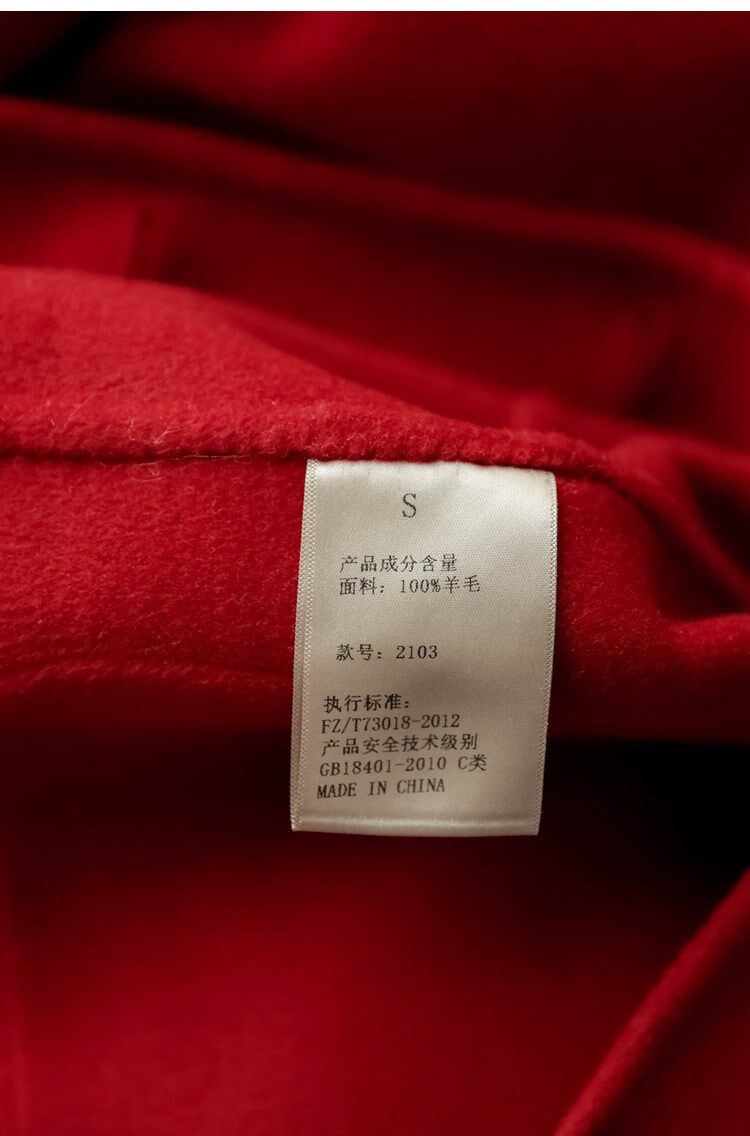 S
产品成分含量
面料：100%羊毛
款号：2103
执行标准：
FZ/T73018-2012
产品安全技术级别
GB18401-2010 C类
MADE IN CHINA